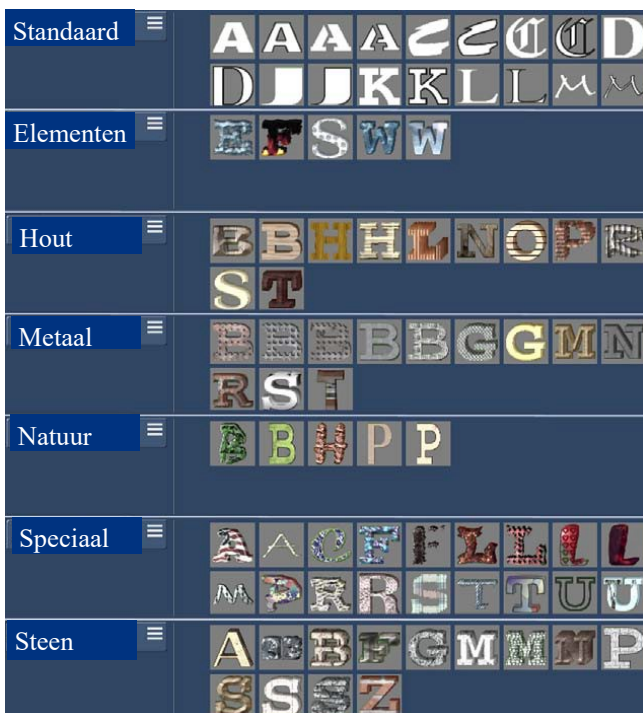 Standaard A A A A C C C C D
D J J K K L L M M
Elementen E F S W W
Hout B B H H L N O P R
S T
Metaal B B B B B G G M N
R S T
Natuur B B H P P
Speciaal A A C F F L L L L
M R R S T T U U
Steen A B F G M M M P
S S S Z